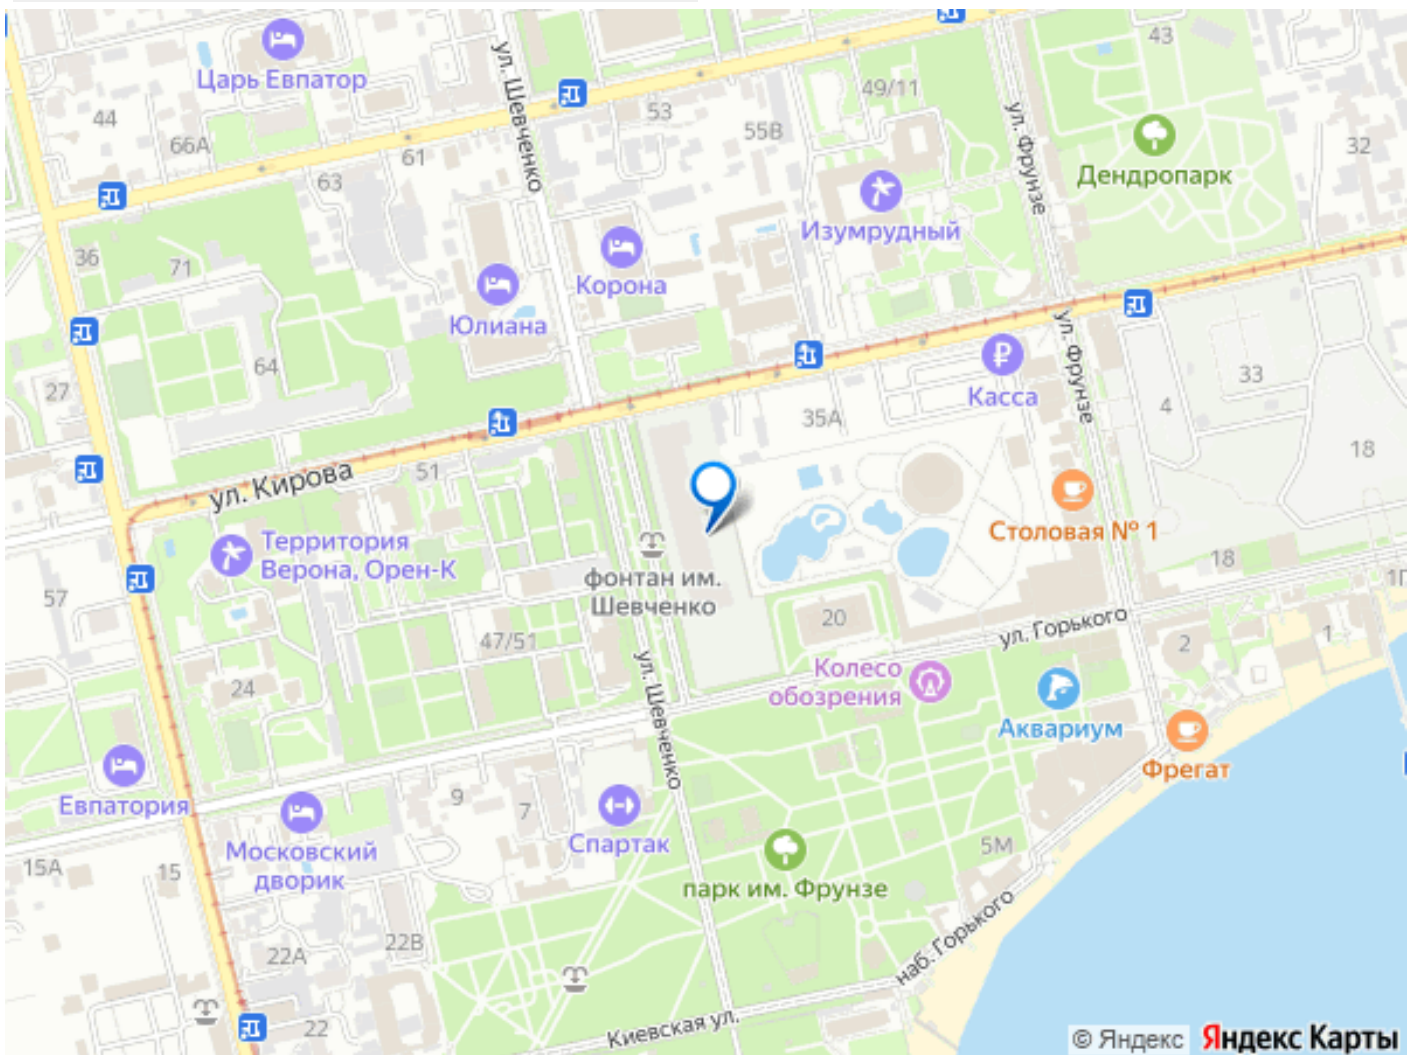 43
ул. Шевченко
Царь Евпатор
49/11
44
53
ул. Фрунзе
55В
66А
61
32
Дендропарк
63
Изумрудный
36
71
Корона
Юлиана
ул. Фрунзе
64
33
27
Касса
4
35А
18
51
ул. Кирова
Столовая № 1
Территория
Верона, Орен-К
18
фонтан им.
Шевченко
57
1Г
20
ул. Горького
47/51
1
2
Колесо
обозрения
24
ул. Шевченко
Аквариум
Фрегат
Евпатория
9
7
Спартак
Московский
дворик
5М
15А
15
парк им. Фрунзе
22В
22А
наб. Горького
22
Киевская ул.
© Яндекс Яндекс Карты